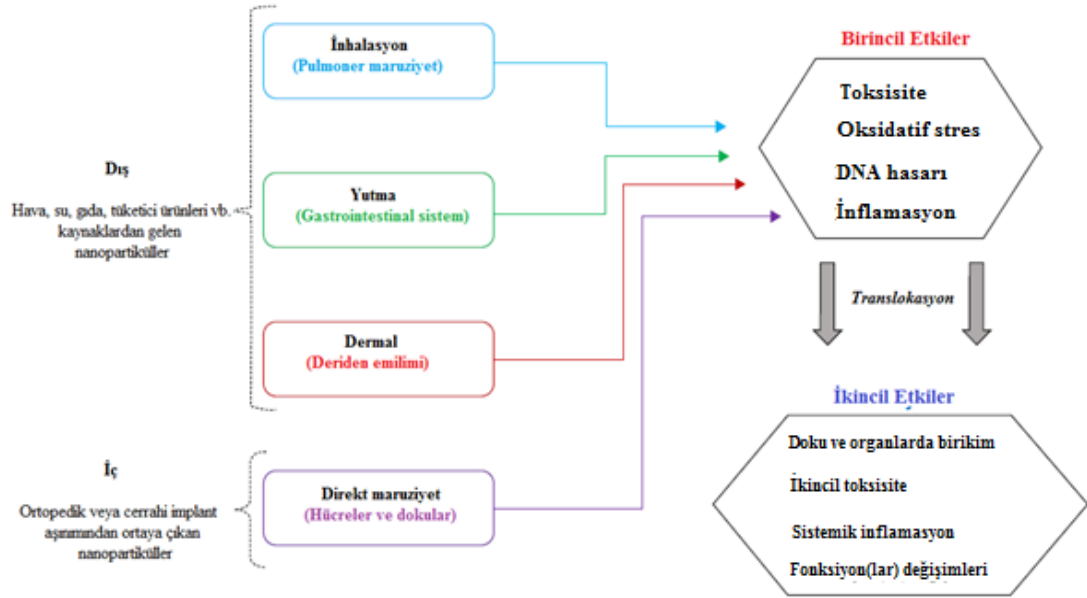 Dış
Hava, su, gıda, tüketici ürünleri vb.
kaynaklardan gelen
nanopartiküller
İç
Ortopedik veya cerrahi implant
aşınımından ortaya çıkan
nanopartiküller
İnhalasyon
(Pulmoner maruziyet)
Yutma
(Gastrointestinal sistem)
Dermal
(Deriden emilimi)
Direkt maruziyet
(Hücreler ve dokular)
Birincil Etkiler
Toksisite
Oksidatif stres
DNA hasarı
İnflamasyon
Translokasyon
İkincil Etkiler
Doku ve organlarda birikim
İkincil toksisite
Sistemik inflamasyon
Fonksiyon(lar) değişimleri